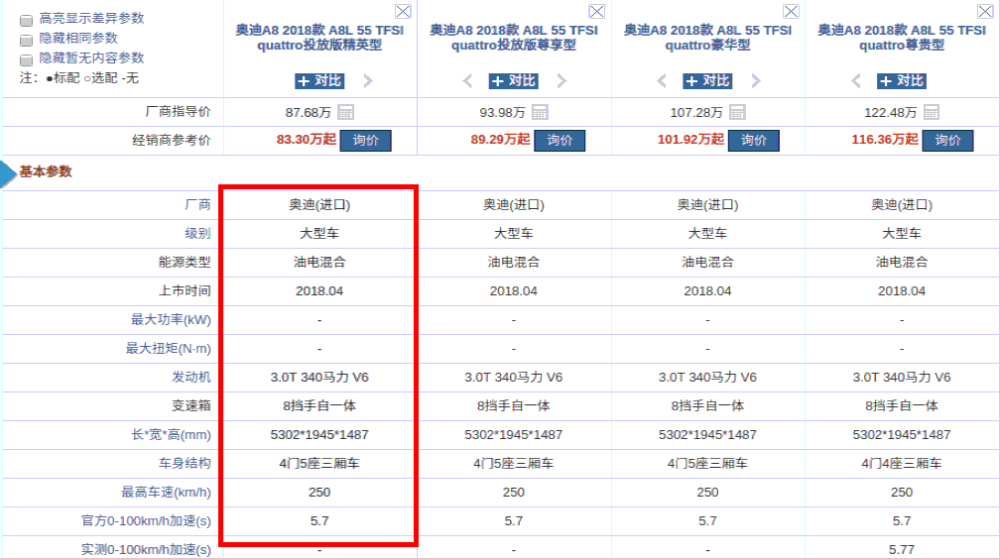 高亮显示差异参数
隐藏相同参数
隐藏暂无内容参数
注：●标配 ○选配 -无
奥迪A8 2018款 A8L 55 TFSI
quattro投放版精英型
奥迪A8 2018款 A8L 55 TFSI
quattro投放版尊享型
奥迪A8 2018款 A8L 55 TFSI
quattro豪华型
奥迪A8 2018款 A8L 55 TFSI
quattro尊贵型
+ 对比 + 对比 + 对比 + 对比
厂商指导价 87.68万 93.98万 107.28万 122.48万
经销商参考价 83.30万起 询价 89.29万起 询价 101.92万起 询价 116.36万起 询价
基本参数
厂商 奥迪(进口) 奥迪(进口) 奥迪(进口) 奥迪(进口)
级别 大型车 大型车 大型车 大型车
能源类型 油电混合 油电混合 油电混合 油电混合
上市时间 2018.04 2018.04 2018.04 2018.04
最大功率(kW) - - - -
最大扭矩(N·m) - - - -
发动机 3.0T 340马力 V6 3.0T 340马力 V6 3.0T 340马力 V6 3.0T 340马力 V6
变速箱 8挡手自一体 8挡手自一体 8挡手自一体 8挡手自一体
长*宽*高(mm) 5302*1945*1487 5302*1945*1487 5302*1945*1487 5302*1945*1487
车身结构 4门5座三厢车 4门5座三厢车 4门5座三厢车 4门4座三厢车
最高车速(km/h) 250 250 250 250
官方0-100km/h加速(s) 5.7 5.7 5.7 5.7
实测0-100km/h加速(s) - - - 5.77